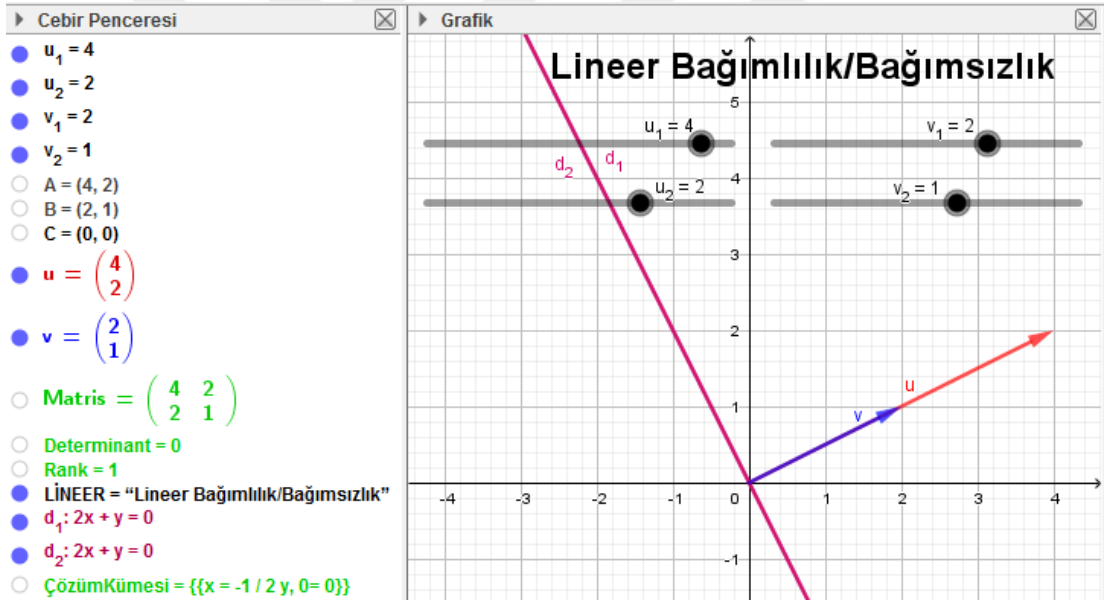 Cebir Penceresi
u₁ = 4
u₂ = 2
v₁ = 2
v₂ = 1
A = (4, 2)
B = (2, 1)
C = (0, 0)
u = (4
2)
v = (2
1)
Matris = (4 2
2 1)
Determinant = 0
Rank = 1
LİNEER = “Lineer Bağımlılık/Bağımsızlık”
d₁: 2x + y = 0
d₂: 2x + y = 0
ÇözümKümesi = {{x = -1 / 2 y, 0= 0}}
Grafik
Lineer Bağımlılık/Bağımsızlık
5
u₁ = 4
v₁ = 2
d₂ d₁
4
u₂ = 2
v₂ = 1
3
2
u
1
v
-4 -3 -2 -1 0 1 2 3 4
-1